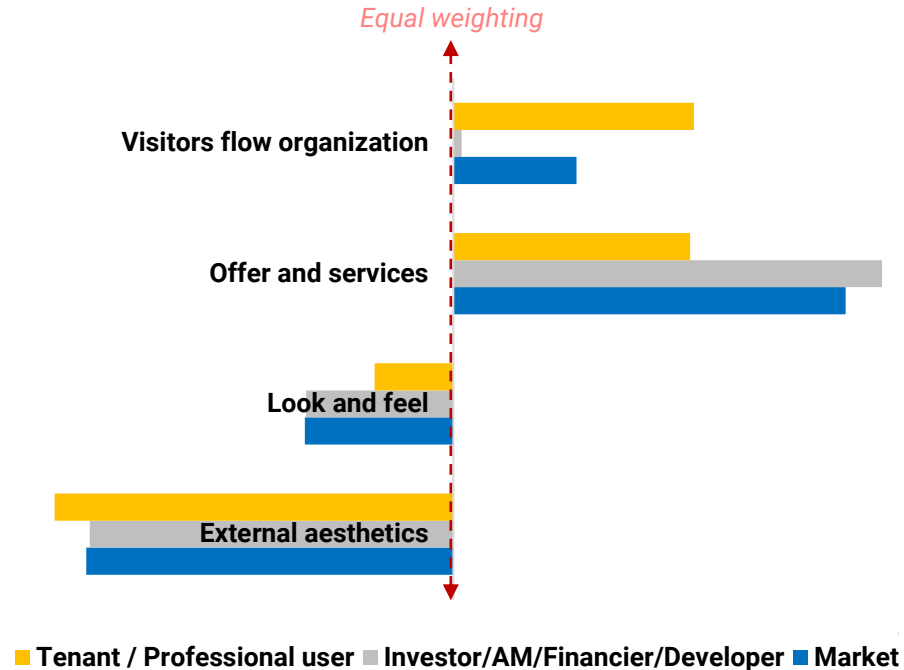 Equal weighting
Visitors flow organization
Offer and services
Look and feel
External aesthetics
Tenant / Professional user Investor/AM/Financier/Developer Market